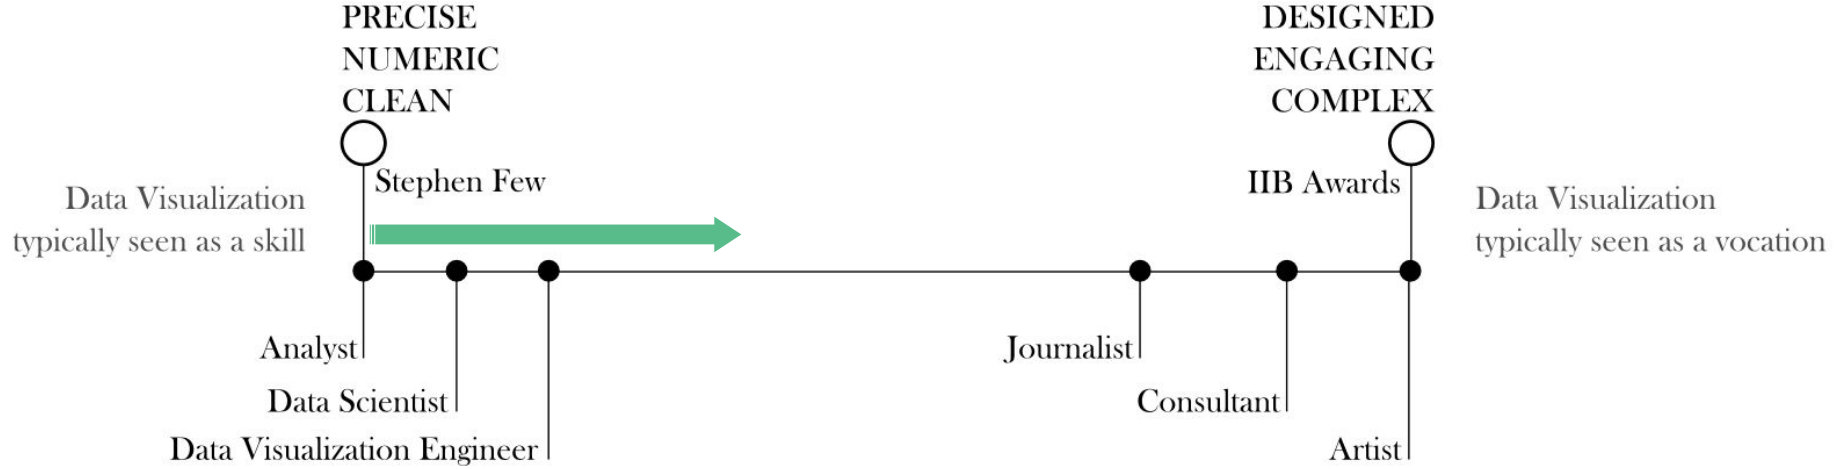 PRECISE
NUMERIC
CLEAN
DESIGNED
ENGAGING
COMPLEX
Stephen Few
IIB Awards
Data Visualization
typically seen as a skill
Data Visualization
typically seen as a vocation
Analyst
Data Scientist
Data Visualization Engineer
Journalist
Consultant
Artist